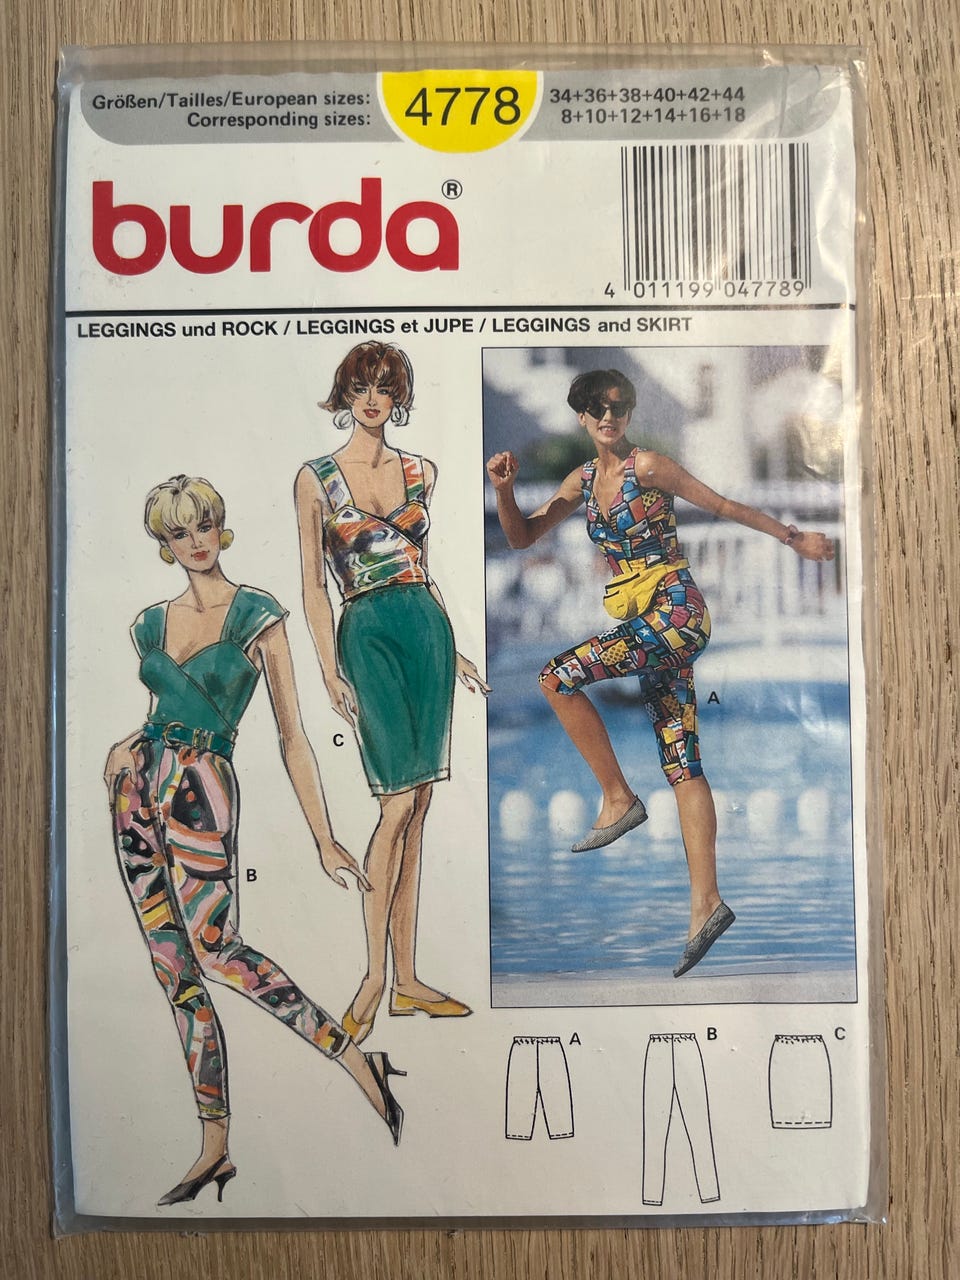 Größen/Tailles/European sizes:
Corresponding sizes:
4778
34+36+38+40+42+44
8+10+12+14+16+18
burda®
4 011199 047789
LEGGINGS und ROCK / LEGGINGS et JUPE / LEGGINGS and SKIRT
C
A
B
A
B
C